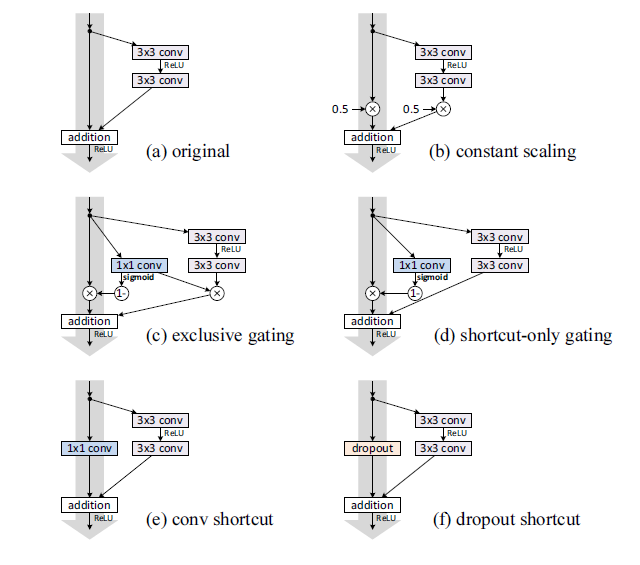 3x3 conv
ReLU
3x3 conv
addition
ReLU
(a) original
3x3 conv
ReLU
3x3 conv
0.5 × 0.5 ×
addition
ReLU
(b) constant scaling
3x3 conv
ReLU
1x1 conv 3x3 conv
sigmoid
× 1- ×
addition
ReLU
(c) exclusive gating
3x3 conv
ReLU
1x1 conv 3x3 conv
sigmoid
× 1-
addition
ReLU
(d) shortcut-only gating
3x3 conv
ReLU
1x1 conv 3x3 conv
addition
ReLU
(e) conv shortcut
3x3 conv
ReLU
dropout 3x3 conv
addition
ReLU
(f) dropout shortcut